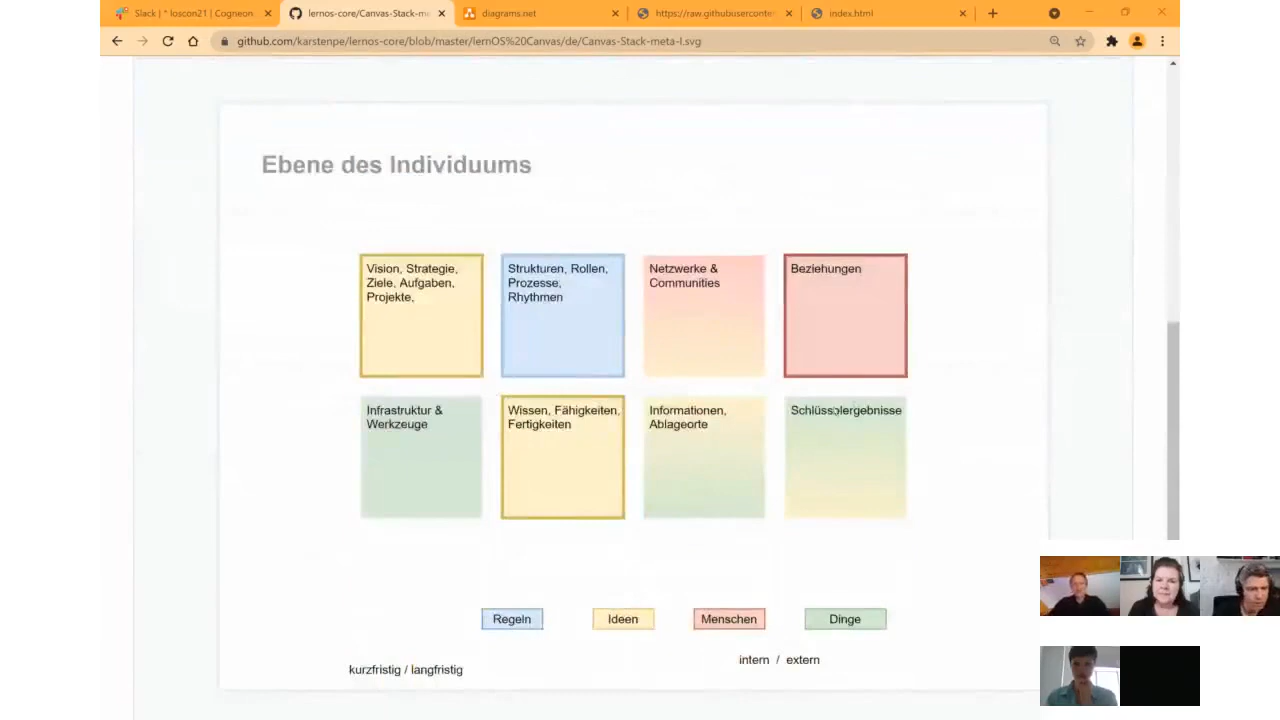 Slack | * loscon21 | Cogneon
lernos-core/Canvas-Stack-me
diagrams.net
https://raw.githubusercontent
index.html
github.com/karstenpe/lernos-core/blob/master/lernOS%20Canvas/de/Canvas-Stack-meta-I.svg
Ebene des Individuums
Vision, Strategie,
Ziele, Aufgaben,
Projekte,
Strukturen, Rollen,
Prozesse,
Rhythmen
Netzwerke &
Communities
Beziehungen
Infrastruktur &
Werkzeuge
Wissen, Fähigkeiten,
Fertigkeiten
Informationen,
Ablageorte
Schlüsselergebnisse
Regeln
Ideen
Menschen
Dinge
intern / extern
kurzfristig / langfristig